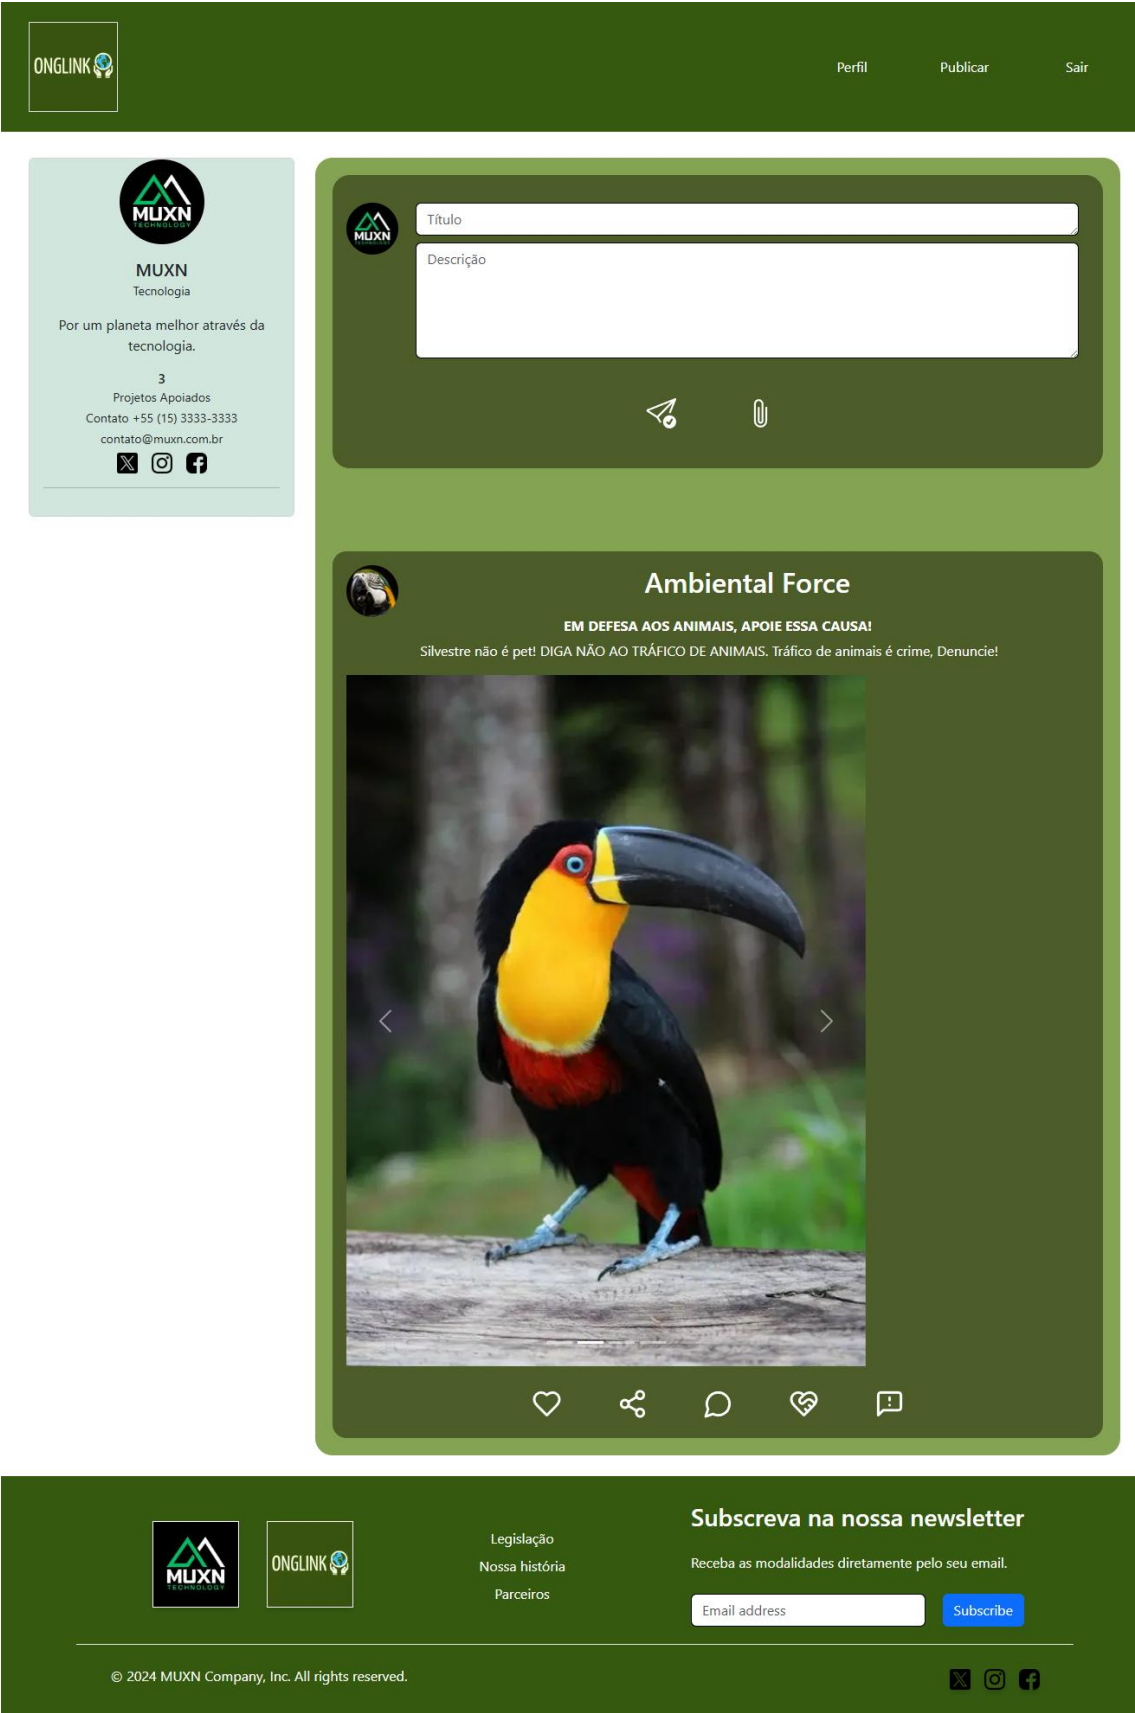 ONGLINK
Perfil
Publicar
Sair
MUXN
TECHNOLOGY
MUXN
Tecnologia
Por um planeta melhor através da
tecnologia.
3
Projetos Apoiados
Contato +55 (15) 3333-3333
contato@muxn.com.br
MUXN
TECHNOLOGY
Título
Descrição
Ambiental Force
EM DEFESA AOS ANIMAIS, APOIE ESSA CAUSA!
Silvestre não é pet! DIGA NÃO AO TRÁFICO DE ANIMAIS. Tráfico de animais é crime, Denuncie!
MUXN
TECHNOLOGY
ONGLINK
Legislação
Nossa história
Parceiros
Subscreva na nossa newsletter
Receba as modalidades diretamente pelo seu email.
Email address
Subscribe
© 2024 MUXN Company, Inc. All rights reserved.